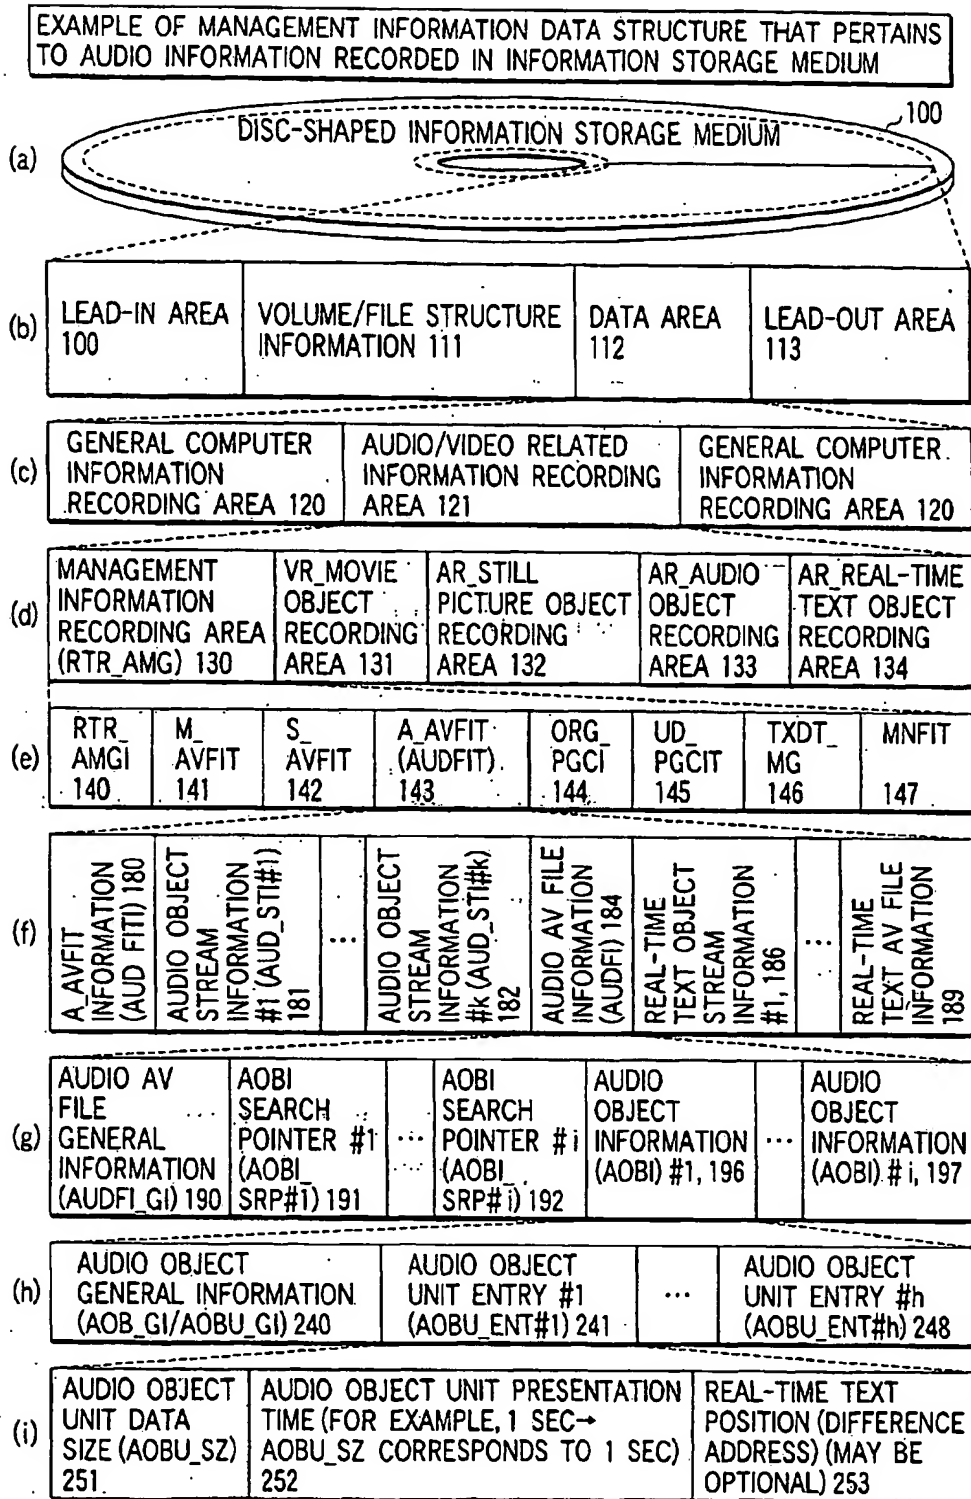 EXAMPLE OF MANAGEMENT INFORMATION DATA STRUCTURE THAT PERTAINS
TO AUDIO INFORMATION RECORDED IN INFORMATION STORAGE MEDIUM
100
DISC-SHAPED INFORMATION STORAGE MEDIUM
(a)
(b)
LEAD-IN AREA
100
VOLUME/FILE STRUCTURE
INFORMATION 111
DATA AREA
112
LEAD-OUT AREA
113
(c)
GENERAL COMPUTER
INFORMATION
RECORDING AREA 120
AUDIO/VIDEO RELATED
INFORMATION RECORDING
AREA 121
GENERAL COMPUTER
INFORMATION
RECORDING AREA 120
(d)
MANAGEMENT
INFORMATION
RECORDING AREA
(RTR_AMG) 130
VR_MOVIE
OBJECT
RECORDING
AREA 131
AR_STILL
PICTURE OBJECT
RECORDING
AREA 132
AR_AUDIO
OBJECT
RECORDING
AREA 133
AR_REAL-TIME
TEXT OBJECT
RECORDING
AREA 134
(e)
RTR_
AMGI
140
M_
AVFIT
141
S_
AVFIT
142
A_AVFIT
(AUDFIT)
143
ORG_
PGCI
144
UD_
PGCIT
145
TXDT_
MG
146
MNFIT
147
(f)
A_AVFIT
INFORMATION
(AUD FITI) 180
AUDIO OBJECT
STREAM
INFORMATION
#1 (AUD_STI#1)
181
...
AUDIO OBJECT
STREAM
INFORMATION
#k (AUD_STI#k)
182
AUDIO AV FILE
INFORMATION
(AUDFI) 184
REAL-TIME
TEXT OBJECT
STREAM
INFORMATION
#1, 186
...
REAL-TIME
TEXT AV FILE
INFORMATION
189
(g)
AUDIO AV
FILE
GENERAL
INFORMATION
(AUDFI_GI) 190
AOBI
SEARCH
POINTER #1
(AOBI_
SRP#1) 191
...
AOBI
SEARCH
POINTER #i
(AOBI_
SRP#i) 192
AUDIO
OBJECT
INFORMATION
(AOBI) #1, 196
...
AUDIO
OBJECT
INFORMATION
(AOBI) #i, 197
(h)
AUDIO OBJECT
GENERAL INFORMATION
(AOB_GI/AOBU_GI) 240
AUDIO OBJECT
UNIT ENTRY #1
(AOBU_ENT#1) 241
...
AUDIO OBJECT
UNIT ENTRY #h
(AOBU_ENT#h) 248
(i)
AUDIO OBJECT
UNIT DATA
SIZE (AOBU_SZ)
251
AUDIO OBJECT UNIT PRESENTATION
TIME (FOR EXAMPLE, 1 SEC→
AOBU_SZ CORRESPONDS TO 1 SEC)
252
REAL-TIME TEXT
POSITION (DIFFERENCE
ADDRESS) (MAY BE
OPTIONAL) 253